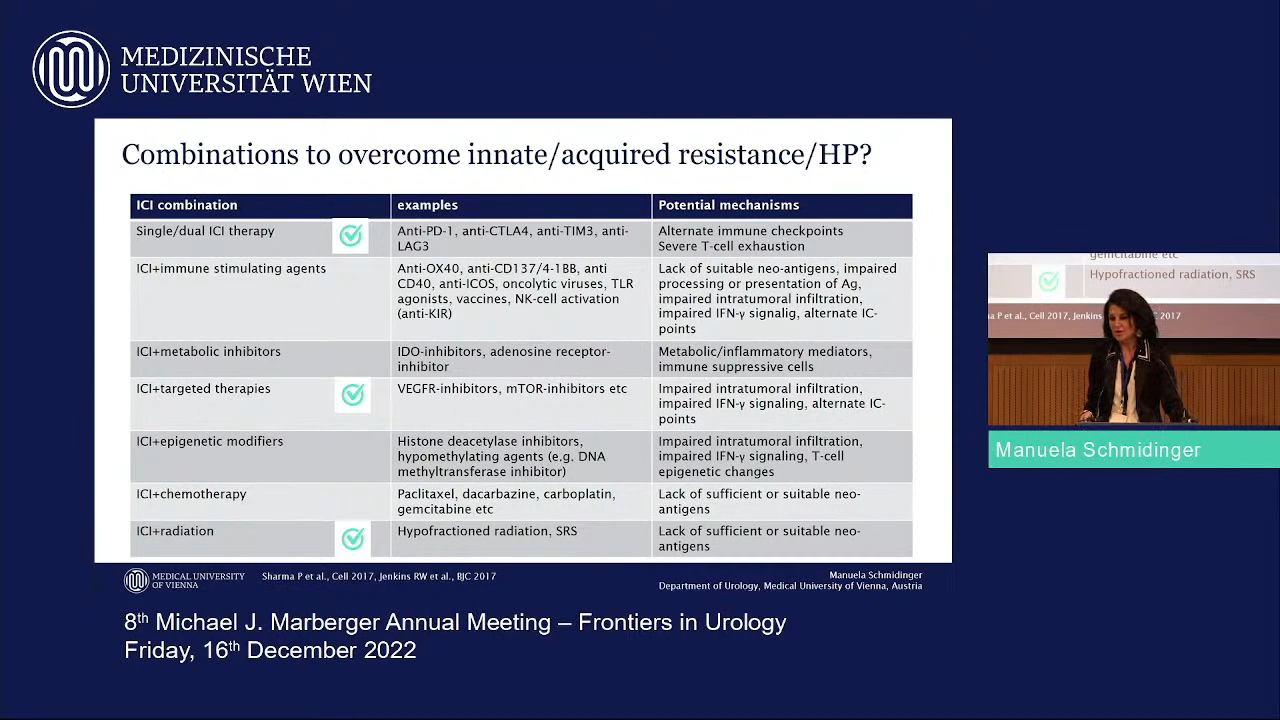 MEDIZINISCHE
UNIVERSITÄT WIEN
Combinations to overcome innate/acquired resistance/HP?
ICI combination
examples
Potential mechanisms
Single/dual ICI therapy
Anti-PD-1, anti-CTLA4, anti-TIM3, anti-
LAG3
Alternate immune checkpoints
Severe T-cell exhaustion
ICI+immune stimulating agents
Anti-OX40, anti-CD137/4-1BB, anti
CD40, anti-ICOS, oncolytic viruses, TLR
agonists, vaccines, NK-cell activation
(anti-KIR)
Lack of suitable neo-antigens, impaired
processing or presentation of Ag,
impaired intratumoral infiltration,
impaired IFN-γ signalig, alternate IC-
points
ICI+metabolic inhibitors
IDO-inhibitors, adenosine receptor-
inhibitor
Metabolic/inflammatory mediators,
immune suppressive cells
ICI+targeted therapies
VEGFR-inhibitors, mTOR-inhibitors etc
Impaired intratumoral infiltration,
impaired IFN-γ signaling, alternate IC-
points
ICI+epigenetic modifiers
Histone deacetylase inhibitors,
hypomethylating agents (e.g. DNA
methyltransferase inhibitor)
Impaired intratumoral infiltration,
impaired IFN-γ signaling, T-cell
epigenetic changes
ICI+chemotherapy
Paclitaxel, dacarbazine, carboplatin,
gemcitabine etc
Lack of sufficient or suitable neo-
antigens
ICI+radiation
Hypofractioned radiation, SRS
Lack of sufficient or suitable neo-
antigens
MEDICAL UNIVERSITY
OF VIENNA
Sharma P et al., Cell 2017, Jenkins RW et al., BJC 2017
Manuela Schmidinger
Department of Urology, Medical University of Vienna, Austria
gemcitabine etc
Hypofractioned radiation, SRS
ma P et al., Cell 2017, Jenkins
JC 2017
Manuela Schmidinger
8th Michael J. Marberger Annual Meeting – Frontiers in Urology
Friday, 16th December 2022